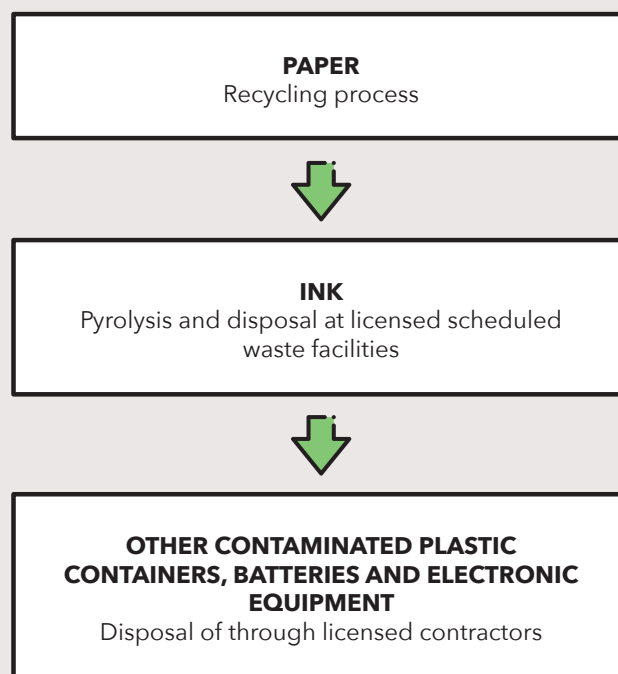 PAPER
Recycling process
INK
Pyrolysis and disposal at licensed scheduled
waste facilities
OTHER CONTAMINATED PLASTIC
CONTAINERS, BATTERIES AND ELECTRONIC
EQUIPMENT
Disposal of through licensed contractors